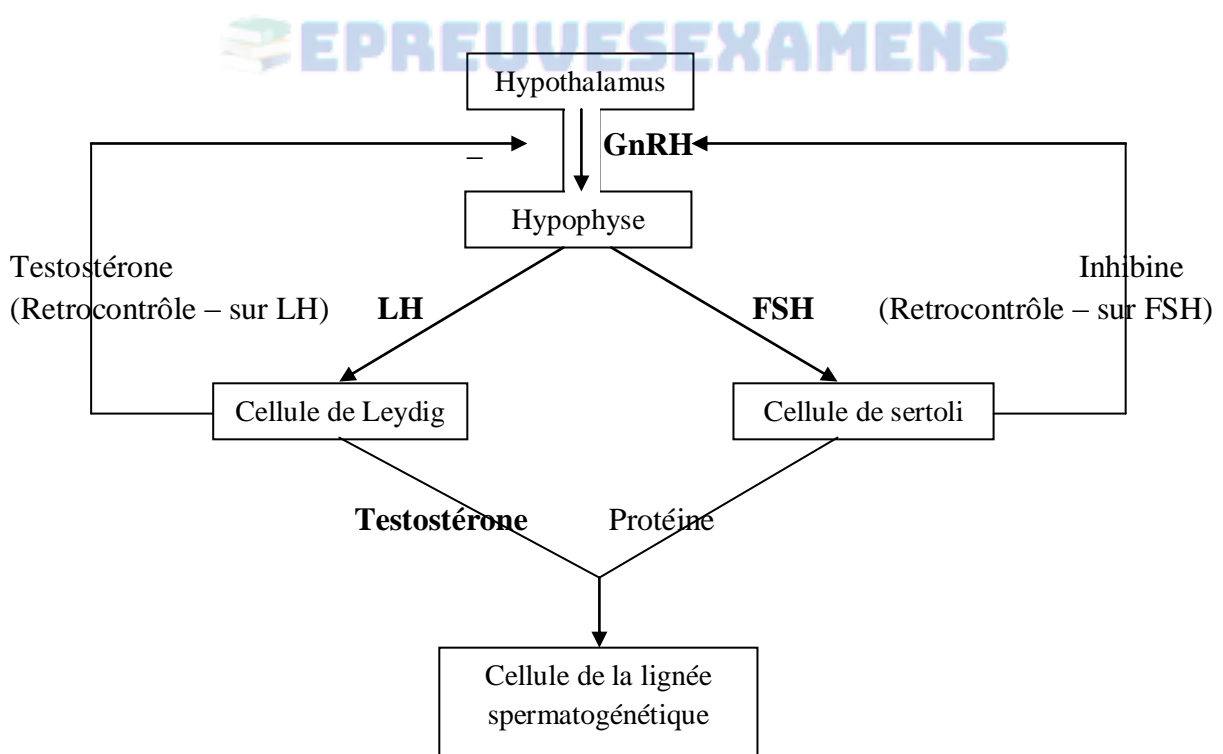 EPREUVESEXAMENS
Hypothalamus
–
GnRH
Hypophyse
Testostérone
(Retrocontrôle – sur LH)
LH
FSH
Inhibine
(Retrocontrôle – sur FSH)
Cellule de Leydig
Cellule de sertoli
Testostérone
Protéine
Cellule de la lignée
spermatogénétique